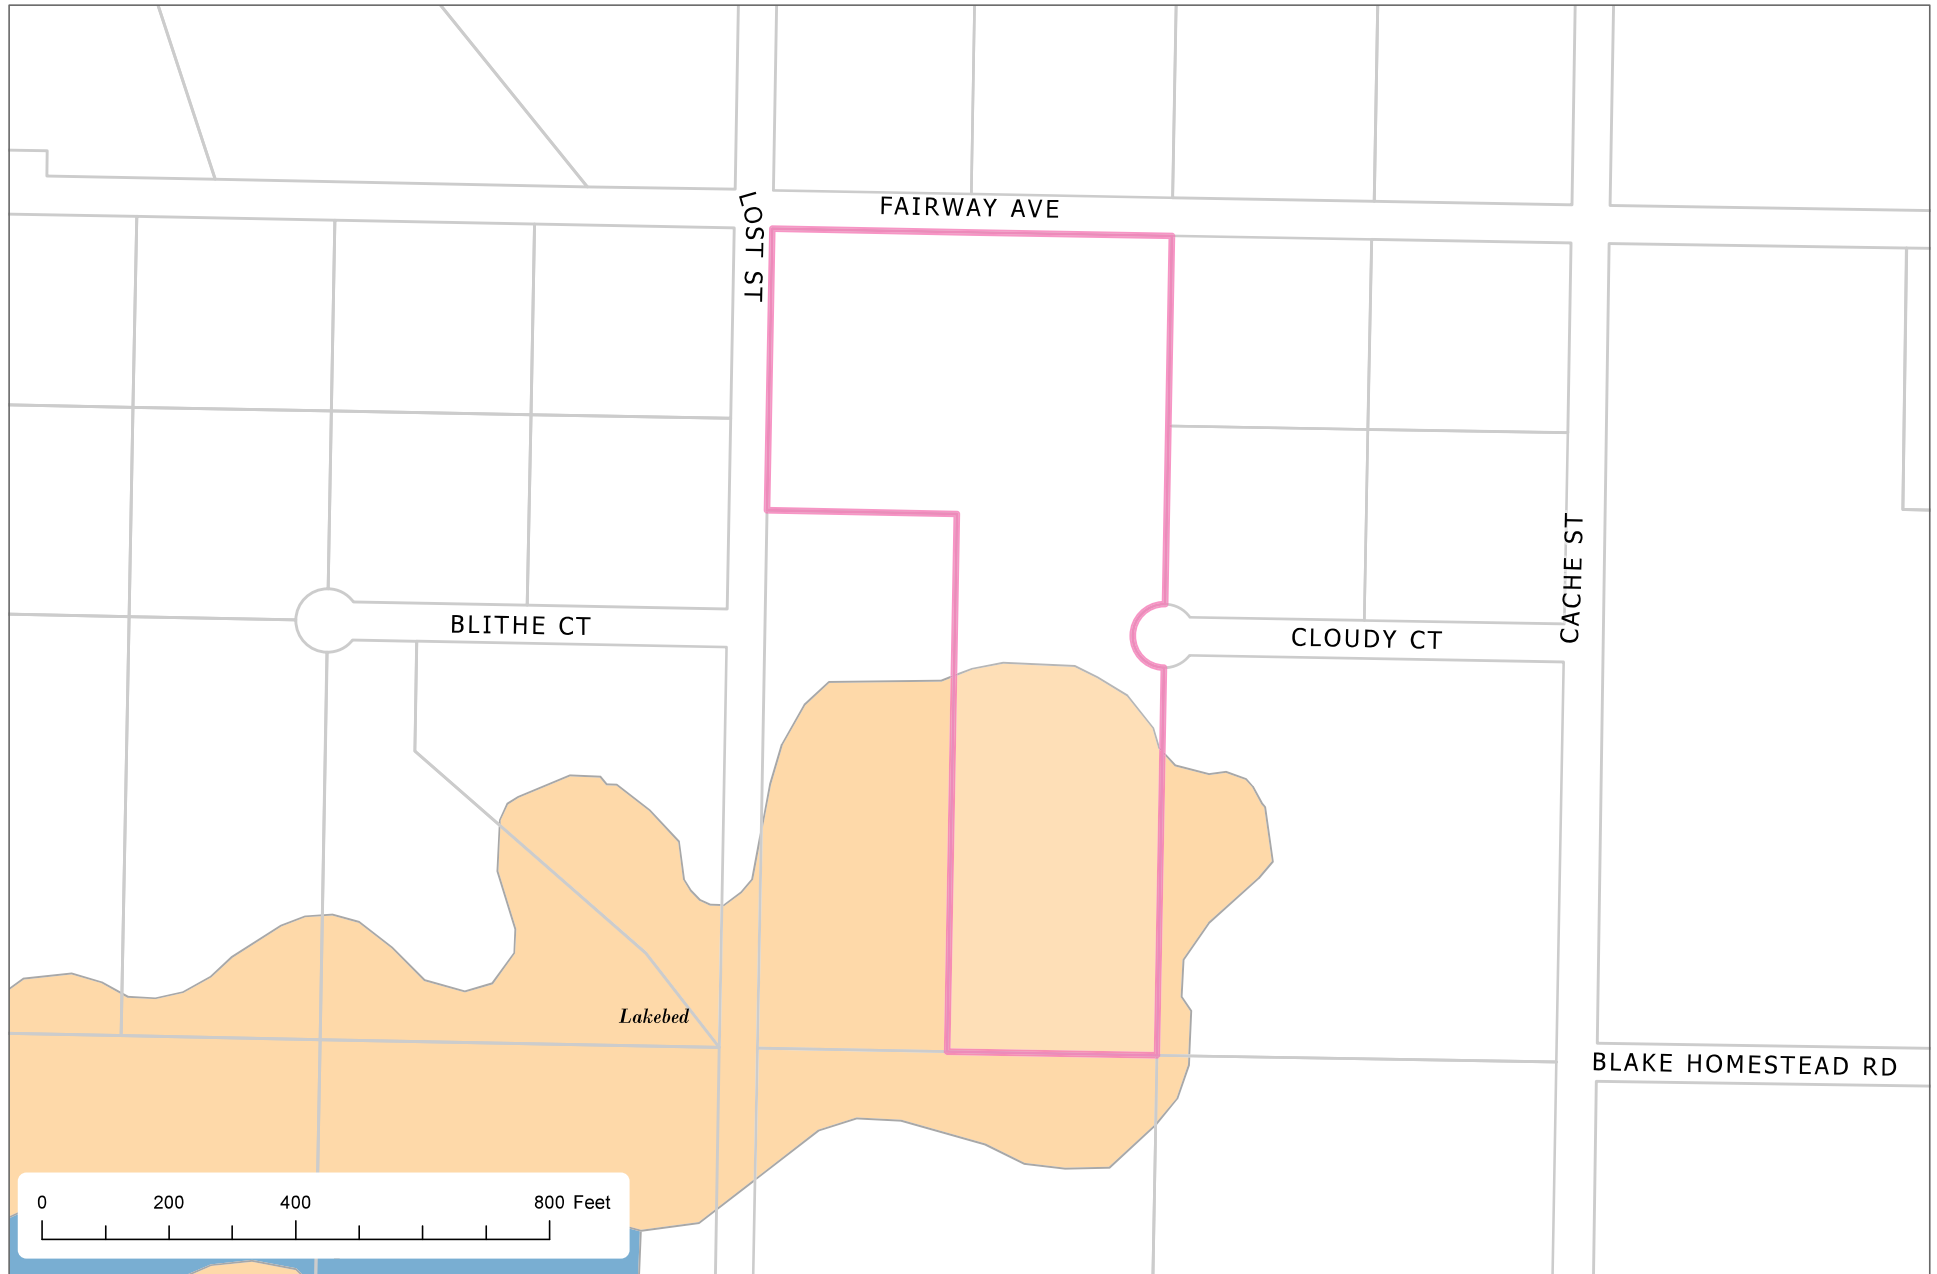 FAIRWAY AVE
LOST ST
CACHE ST
BLITHE CT
CLOUDY CT
Lakebed
BLAKE HOMESTEAD RD
0 200 400 800 Feet